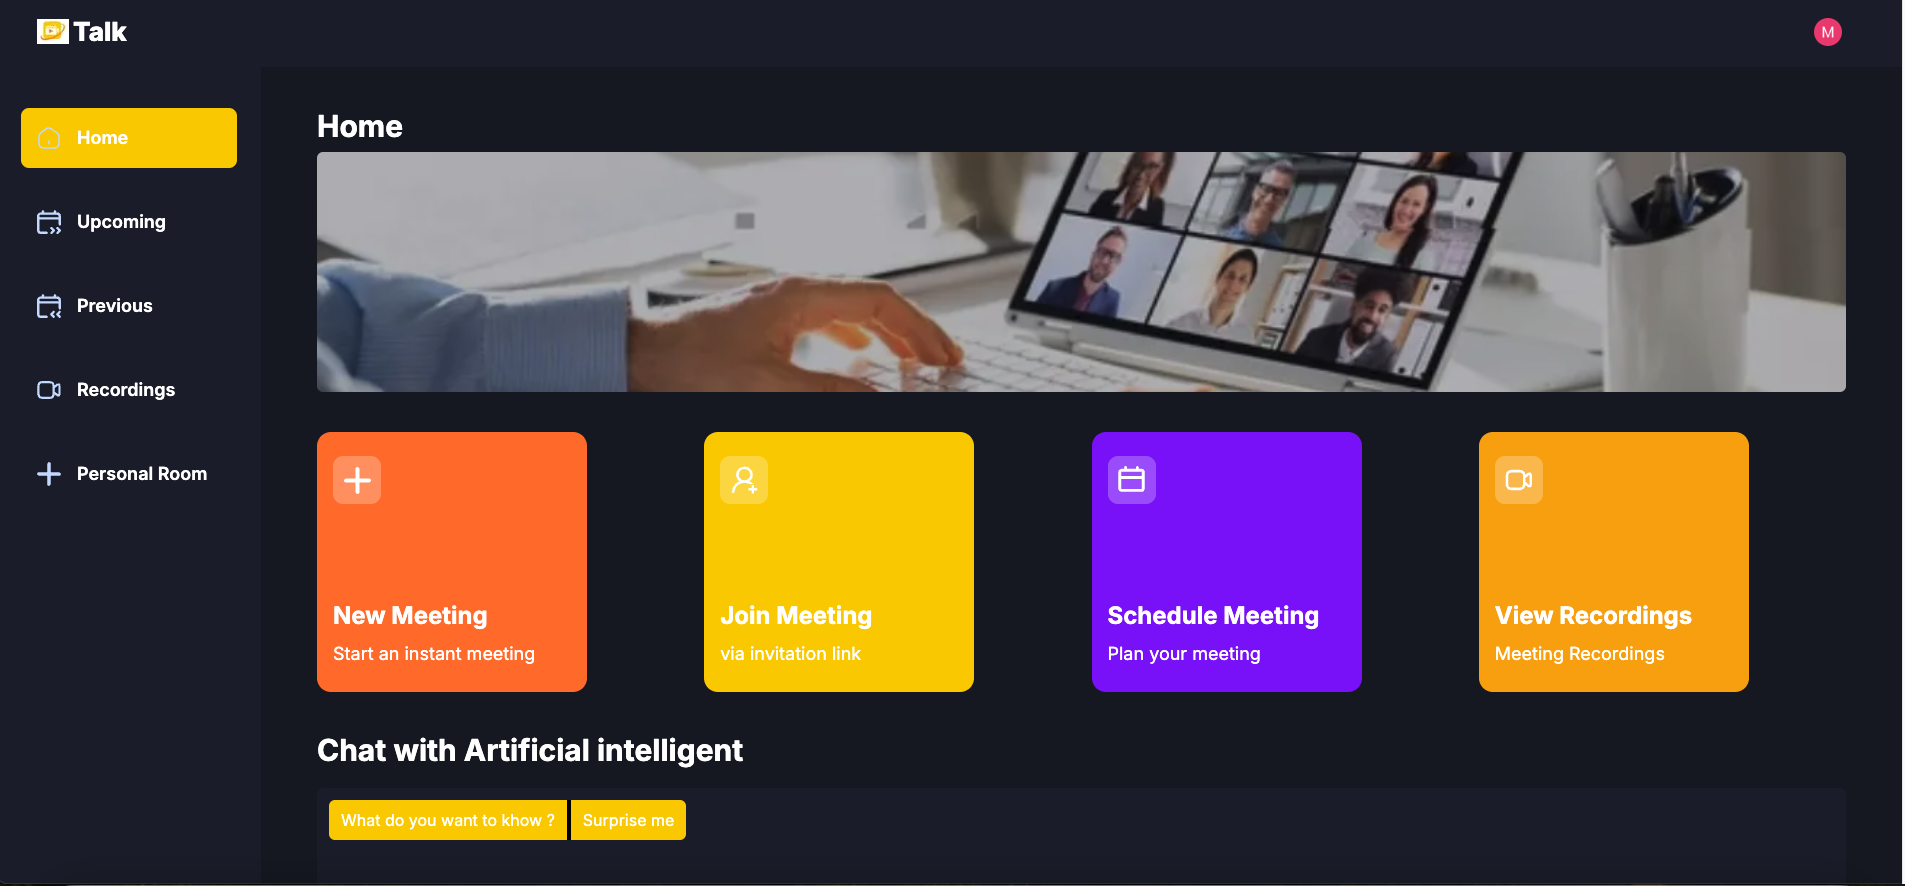 Talk
M
Home
Upcoming
Previous
Recordings
Personal Room
Home
New Meeting
Start an instant meeting
Join Meeting
via invitation link
Schedule Meeting
Plan your meeting
View Recordings
Meeting Recordings
Chat with Artificial intelligent
What do you want to khow ?
Surprise me